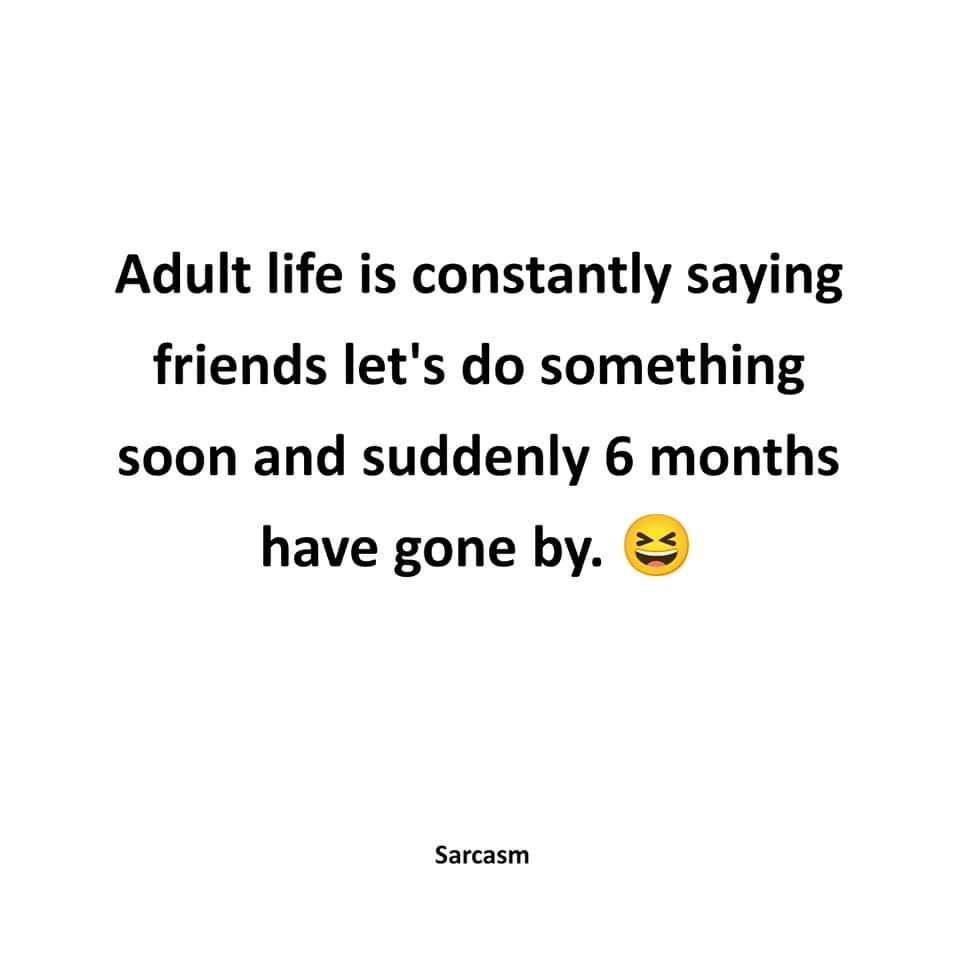 Adult life is constantly saying
friends let's do something
soon and suddenly 6 months
have gone by. 😆
Sarcasm